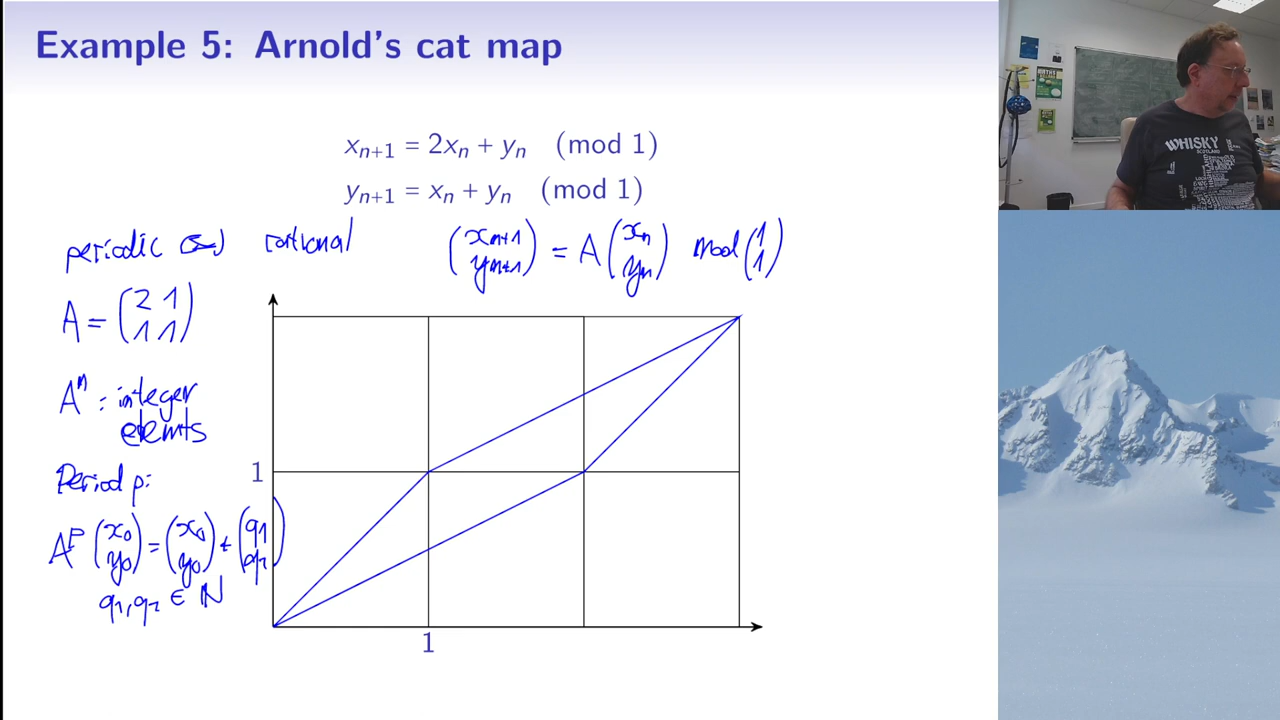 Example 5: Arnold's cat map
xₙ₊₁ = 2xₙ + yₙ (mod 1)
yₙ₊₁ = xₙ + yₙ (mod 1)
periodic ⟺ rational
(xₙ₊₁ yₙ₊₁) = A (xₙ yₙ) mod (1 1)
A = (2 1
1 1)
Aⁿ : integer
elemts
Period p:
Aᵖ (x₀ y₀) = (x₀ y₀) + (q₁ q₂)
q₁, q₂ ∈ ℕ
1
1
WHISKY
SCOTLAND